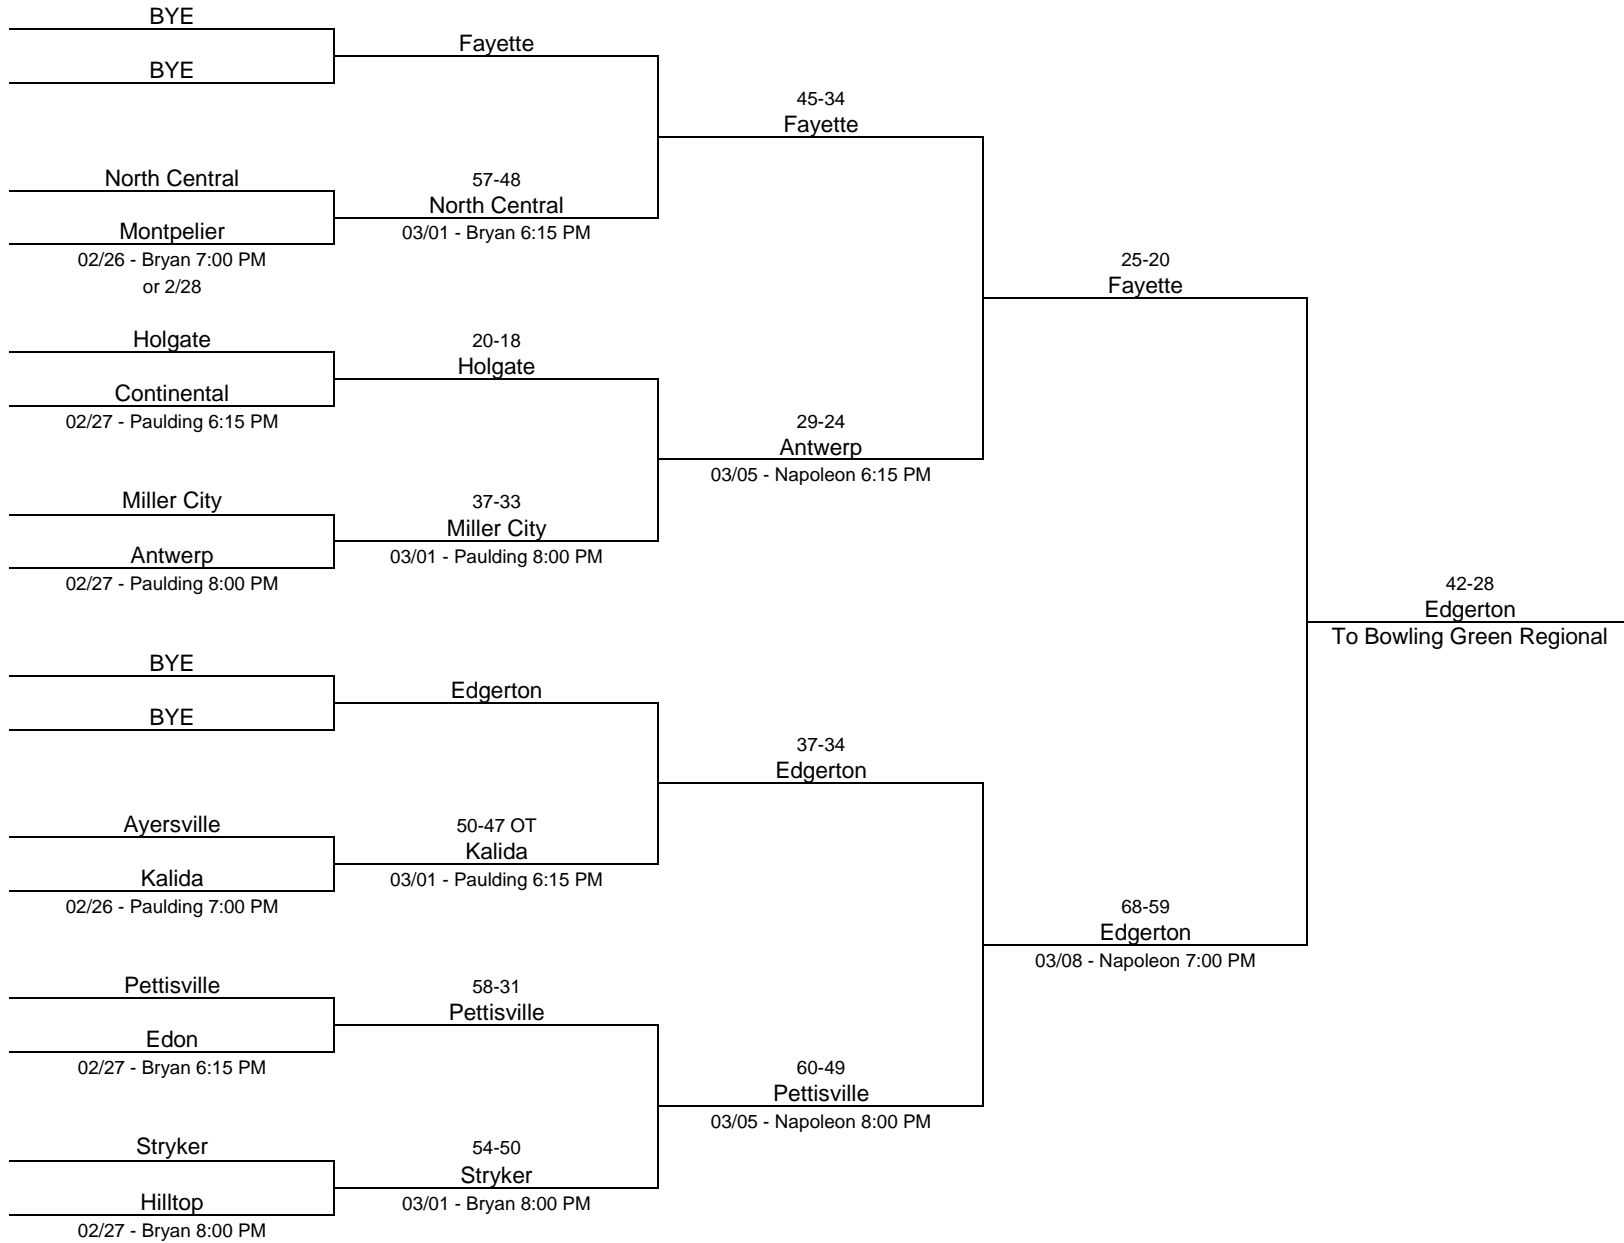 BYE
BYE
North Central
Montpelier
02/26 - Bryan 7:00 PM
or 2/28
Holgate
Continental
02/27 - Paulding 6:15 PM
Miller City
Antwerp
02/27 - Paulding 8:00 PM
BYE
BYE
Ayersville
Kalida
02/26 - Paulding 7:00 PM
Pettisville
Edon
02/27 - Bryan 6:15 PM
Stryker
Hilltop
02/27 - Bryan 8:00 PM
Fayette
57-48
North Central
03/01 - Bryan 6:15 PM
20-18
Holgate
37-33
Miller City
03/01 - Paulding 8:00 PM
Edgerton
50-47 OT
Kalida
03/01 - Paulding 6:15 PM
58-31
Pettisville
54-50
Stryker
03/01 - Bryan 8:00 PM
45-34
Fayette
29-24
Antwerp
03/05 - Napoleon 6:15 PM
37-34
Edgerton
60-49
Pettisville
03/05 - Napoleon 8:00 PM
25-20
Fayette
68-59
Edgerton
03/08 - Napoleon 7:00 PM
42-28
Edgerton
To Bowling Green Regional